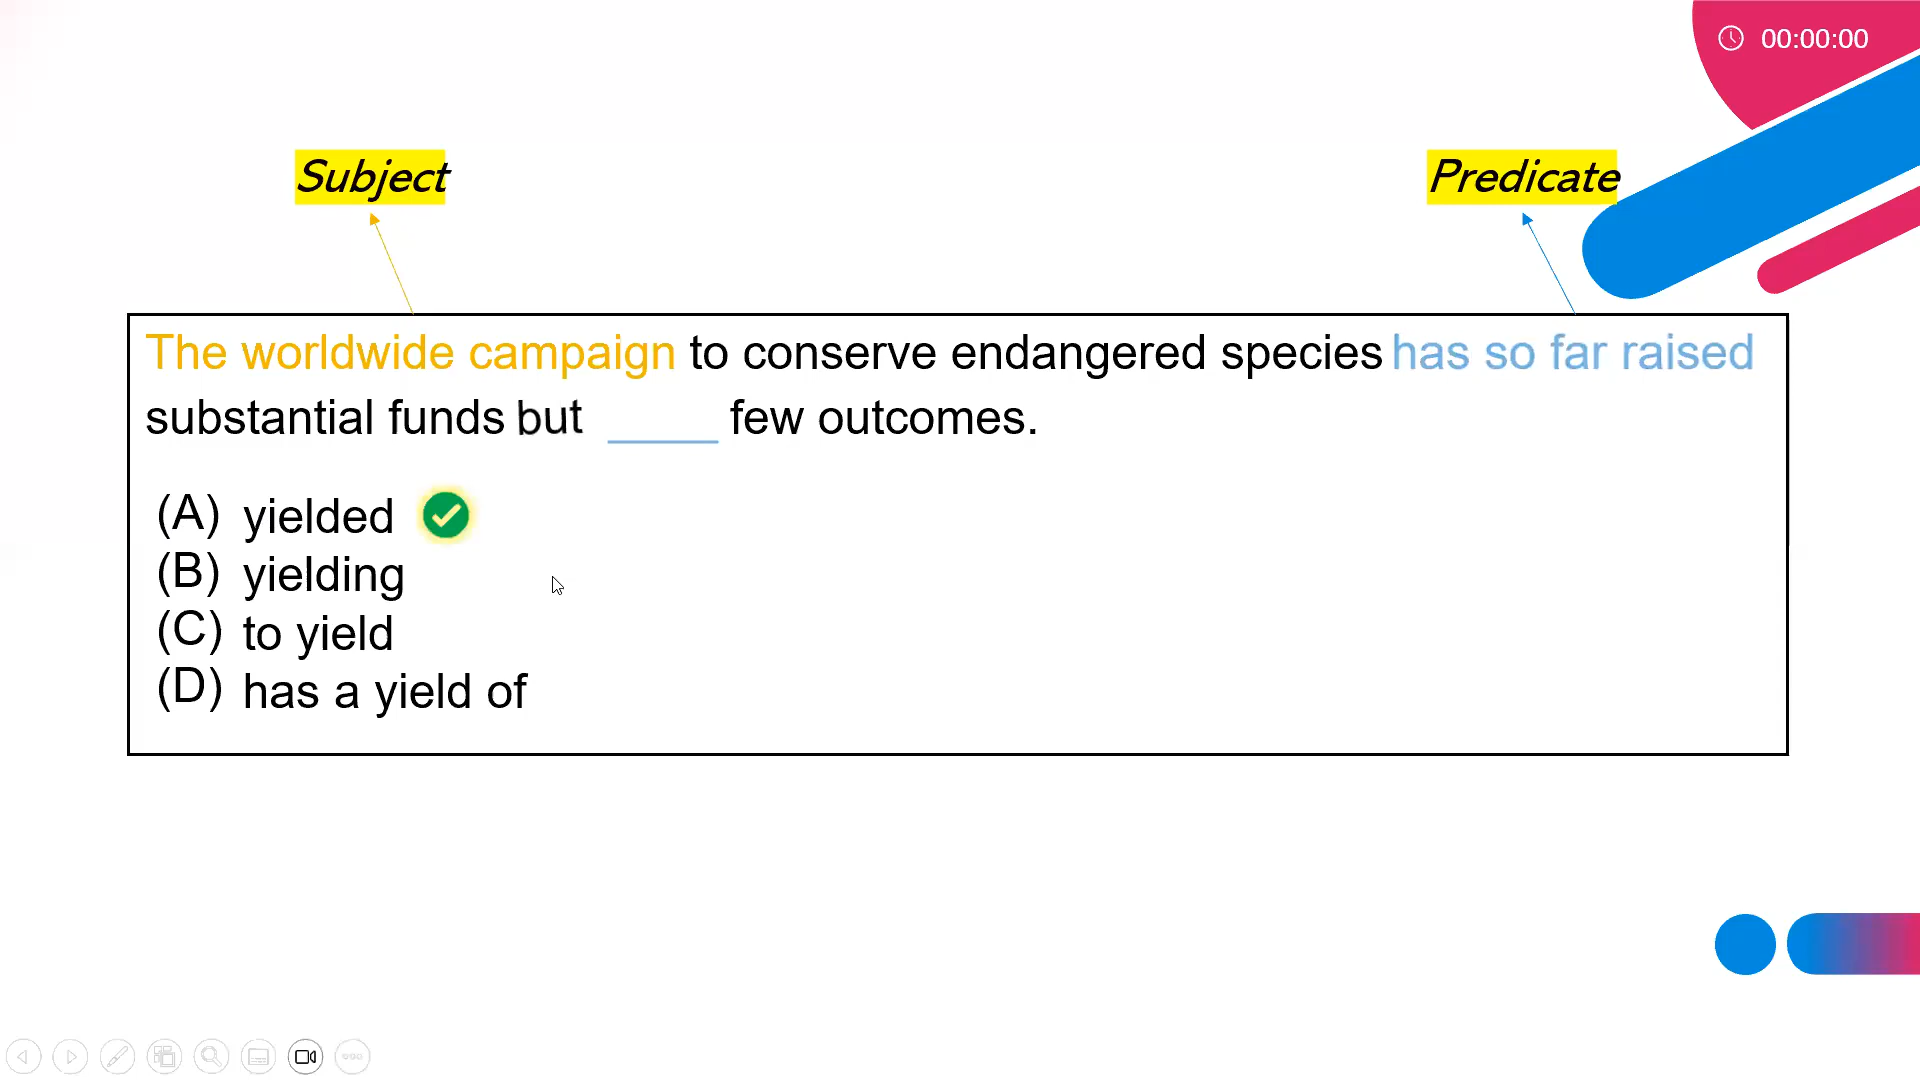 00:00:00
Subject
Predicate
The worldwide campaign to conserve endangered species has so far raised
substantial funds but _____ few outcomes.
(A) yielded
(B) yielding
(C) to yield
(D) has a yield of